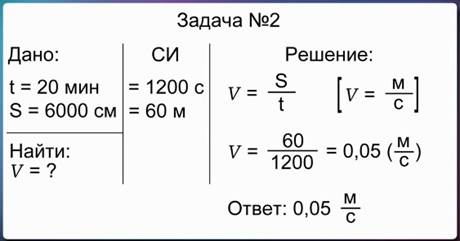 Задача №2
Дано:
t = 20 мин
S = 6000 см
Найти:
V = ?
СИ
= 1200 с
= 60 м
Решение:
V = S/t [V = м/с]
V = 60/1200 = 0,05 (м/с)
Ответ: 0,05 м/с